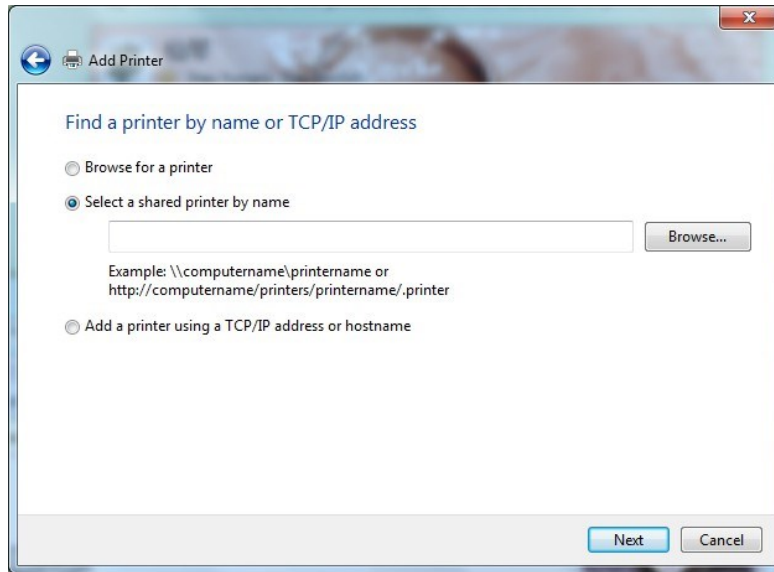 Add Printer
Find a printer by name or TCP/IP address
Browse for a printer
Select a shared printer by name
Browse...
Example: \\computername\printername or
http://computername/printers/printername/.printer
Add a printer using a TCP/IP address or hostname
Next
Cancel